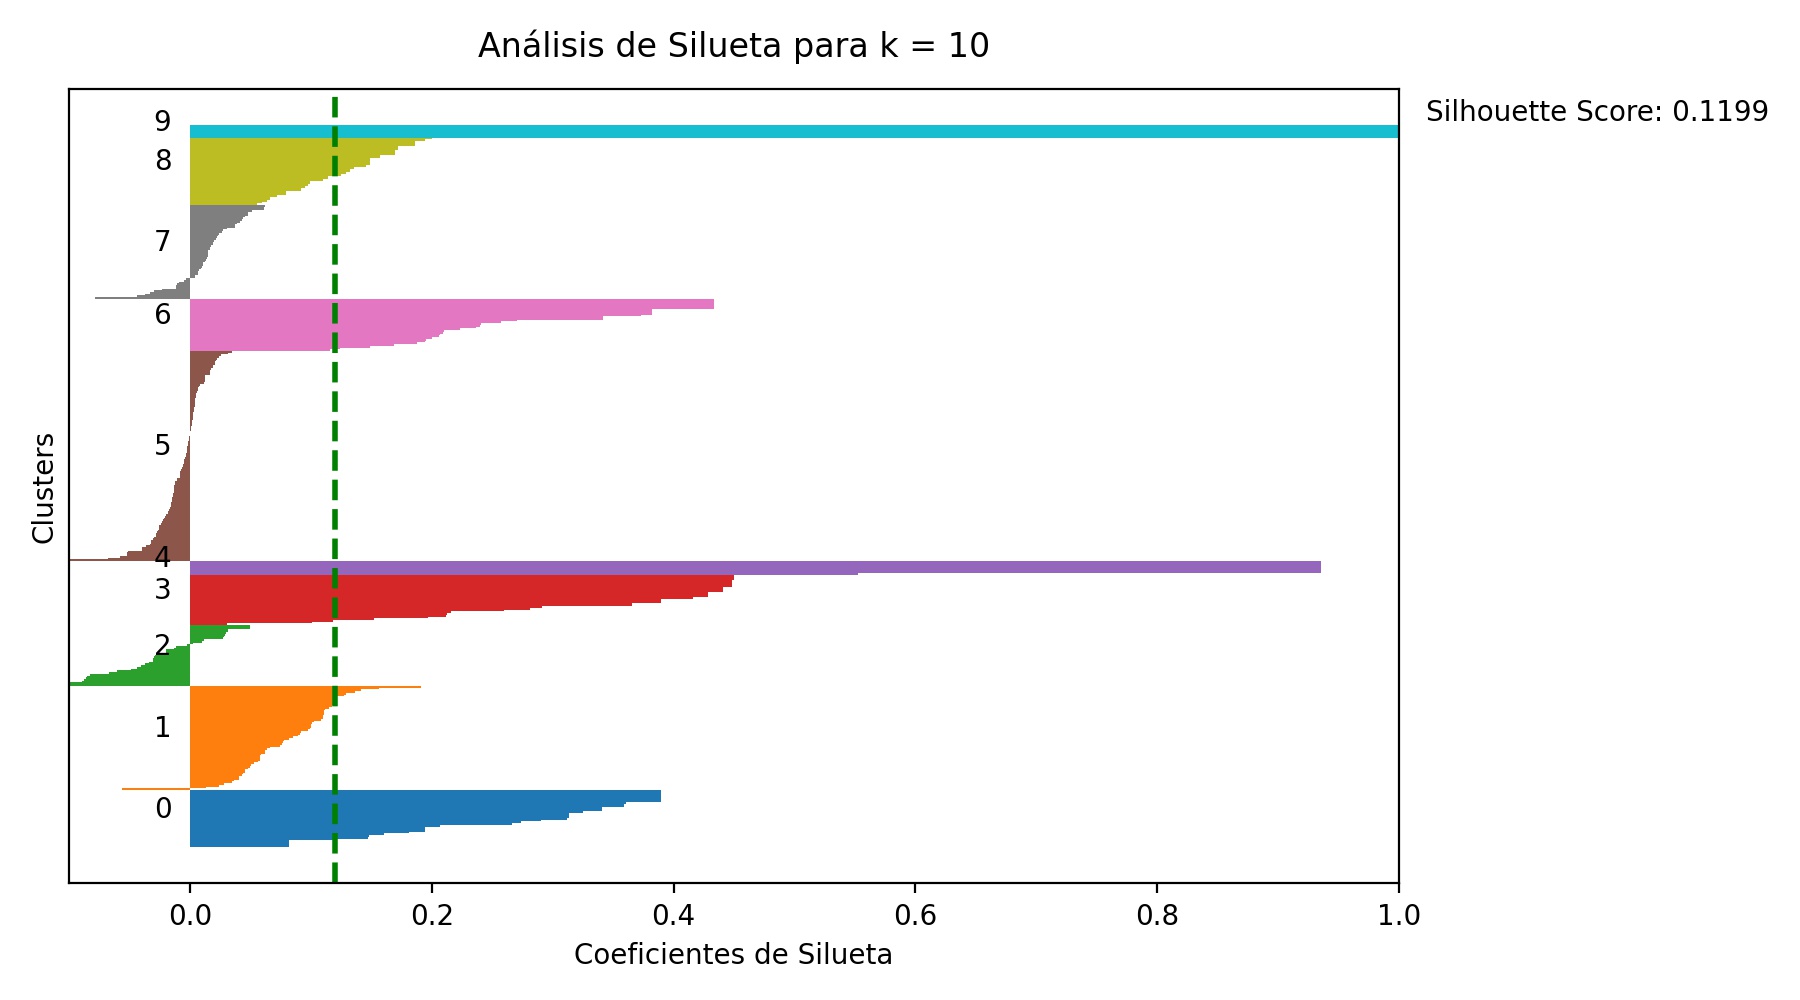 Análisis de Silueta para k = 10
Silhouette Score: 0.1199
9
8
7
6
5
4
3
2
1
0
Clusters
0.0 0.2 0.4 0.6 0.8 1.0
Coeficientes de Silueta